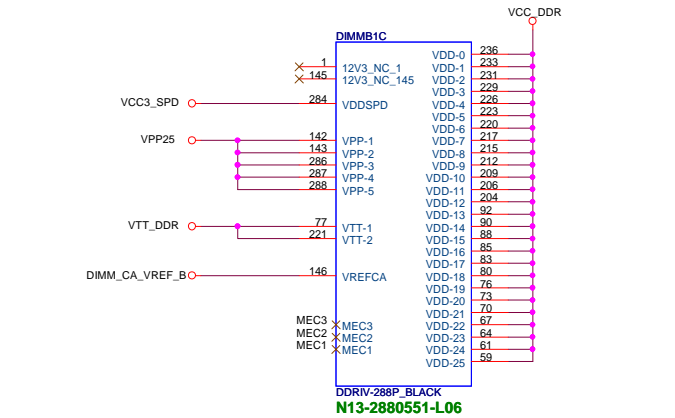 VCC_DDR
DIMMB1C
1 12V3_NC_1
145 12V3_NC_145
VCC3_SPD 284 VDDSPD
VPP25 142 VPP-1
143 VPP-2
286 VPP-3
287 VPP-4
288 VPP-5
VTT_DDR 77 VTT-1
221 VTT-2
DIMM_CA_VREF_B 146 VREFCA
MEC3 MEC3
MEC2 MEC2
MEC1 MEC1
VDD-0 236
VDD-1 233
VDD-2 231
VDD-3 229
VDD-4 226
VDD-5 223
VDD-6 220
VDD-7 217
VDD-8 215
VDD-9 212
VDD-10 209
VDD-11 206
VDD-12 204
VDD-13 92
VDD-14 90
VDD-15 88
VDD-16 85
VDD-17 83
VDD-18 80
VDD-19 76
VDD-20 73
VDD-21 70
VDD-22 67
VDD-23 64
VDD-24 61
VDD-25 59
DDRIV-288P_BLACK
N13-2880551-L06